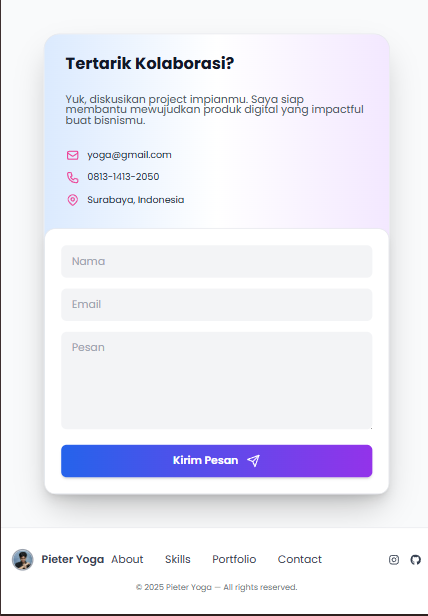 Tertarik Kolaborasi?
Yuk, diskusikan project impianmu. Saya siap
membantu mewujudkan produk digital yang impactful
buat bisnismu.
yoga@gmail.com
0813-1413-2050
Surabaya, Indonesia
Nama
Email
Pesan
Kirim Pesan
Pieter Yoga About Skills Portfolio Contact
© 2025 Pieter Yoga — All rights reserved.